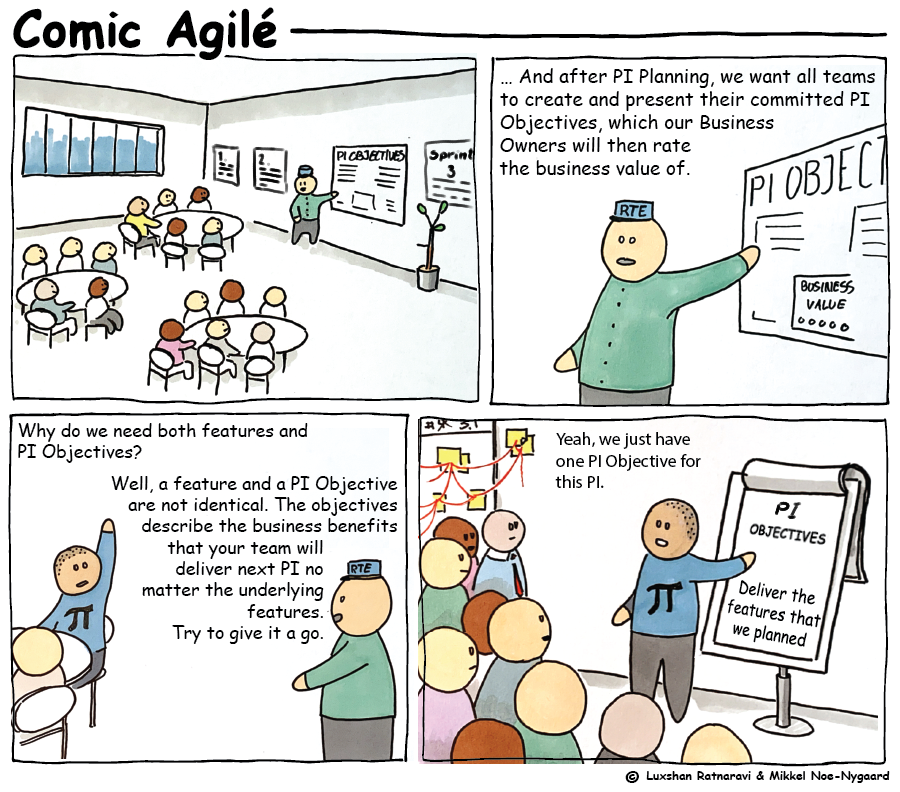 Comic Agilé
1.
2.
PI OBJECTIVES
Sprint
3
... And after PI Planning, we want all teams
to create and present their committed PI
Objectives, which our Business
Owners will then rate
the business value of.
RTE
PI OBJECT
BUSINESS
VALUE
Why do we need both features and
PI Objectives?
Well, a feature and a PI Objective
are not identical. The objectives
describe the business benefits
that your team will
deliver next PI no
matter the underlying
features.
Try to give it a go.
RTE
π
3.1
Yeah, we just have
one PI Objective for
this PI.
π
PI
OBJECTIVES
Deliver the
features that
we planned
© Luxshan Ratnaravi & Mikkel Noe-Nygaard